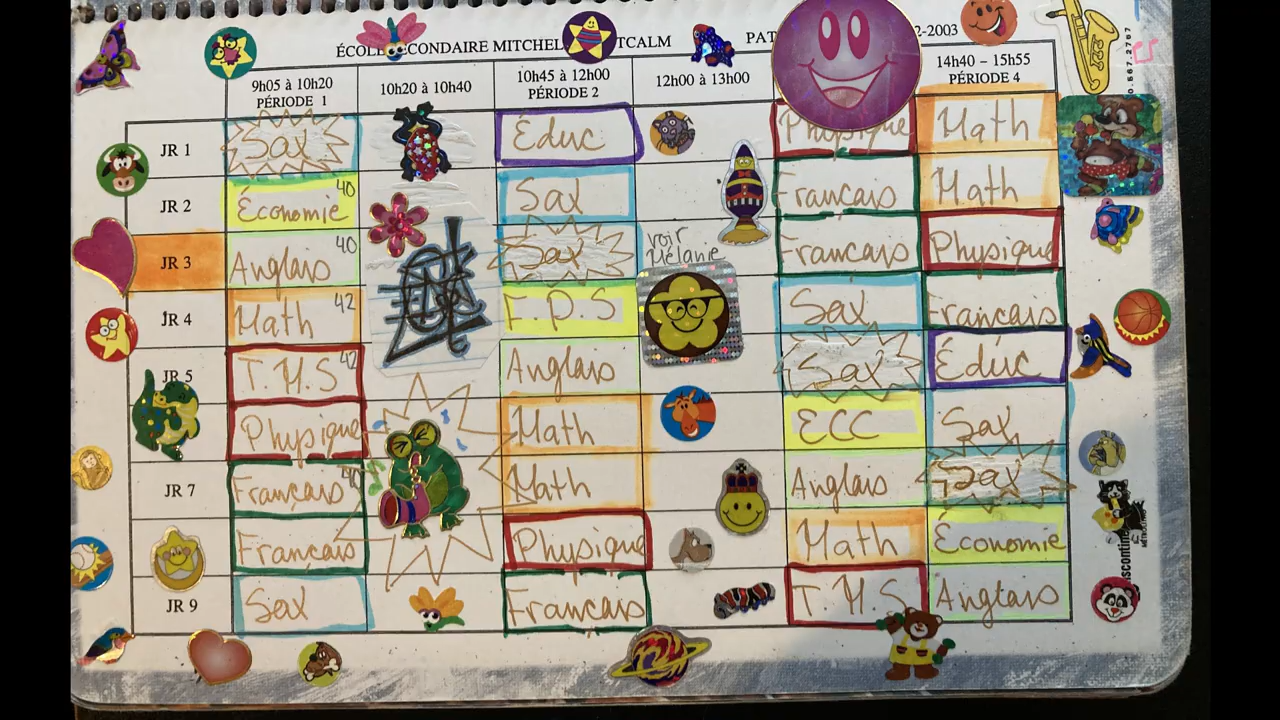 ÉCOLE CONDAIRE MITCHEL TCALM PAT 2-2003
9h05 à 10h20 10h20 à 10h40 10h45 à 12h00 12h00 à 13h00 14h40 – 15h55
PÉRIODE 1 PÉRIODE 2 PÉRIODE 4
JR 1 Sax Éduc Physique Math
JR 2 Économie 40 Sax Francais Math
JR 3 Anglais 40 Sax voir Mélanie Francais Physique
JR 4 Math 42 F.P.S Sax Francais
JR 5 T.M.S 42 Anglais Sax Éduc
Physique Math ECC Sax
JR 7 Francais 40 Math Anglais Sax
Francais Physique Math Économie
JR 9 Sax Francais T.M.S Anglais